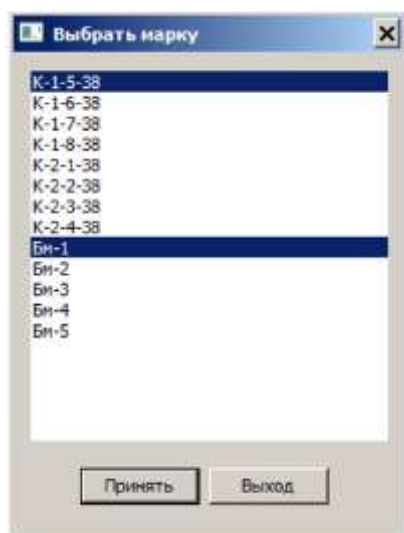 Выбрать марку
К-1-5-38
К-1-6-38
К-1-7-38
К-1-8-38
К-2-1-38
К-2-2-38
К-2-3-38
К-2-4-38
Бм-1
Бм-2
Бм-3
Бм-4
Бм-5
Принять Выход